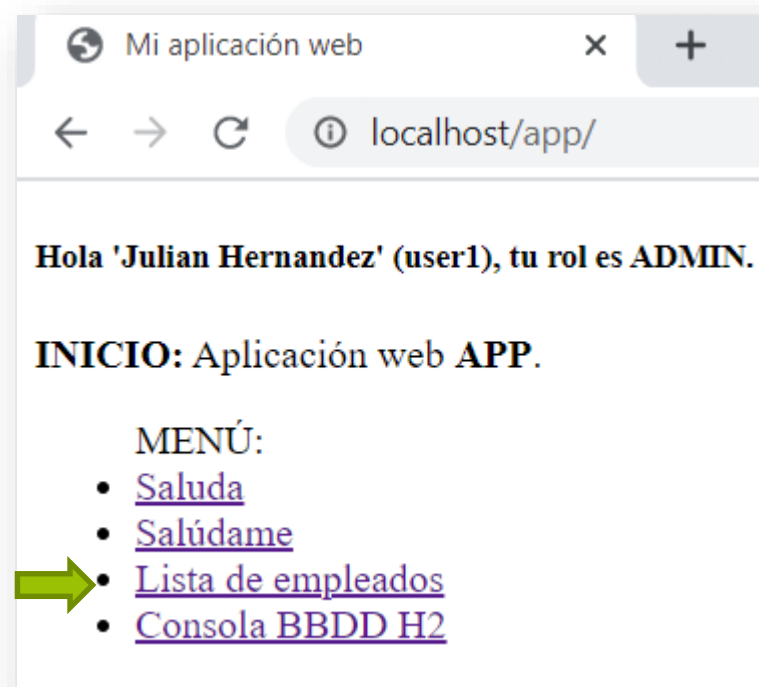 Mi aplicación web
localhost/app/
Hola 'Julian Hernandez' (user1), tu rol es ADMIN.
INICIO: Aplicación web APP.
MENÚ:
Saluda
Salúdame
Lista de empleados
Consola BBDD H2